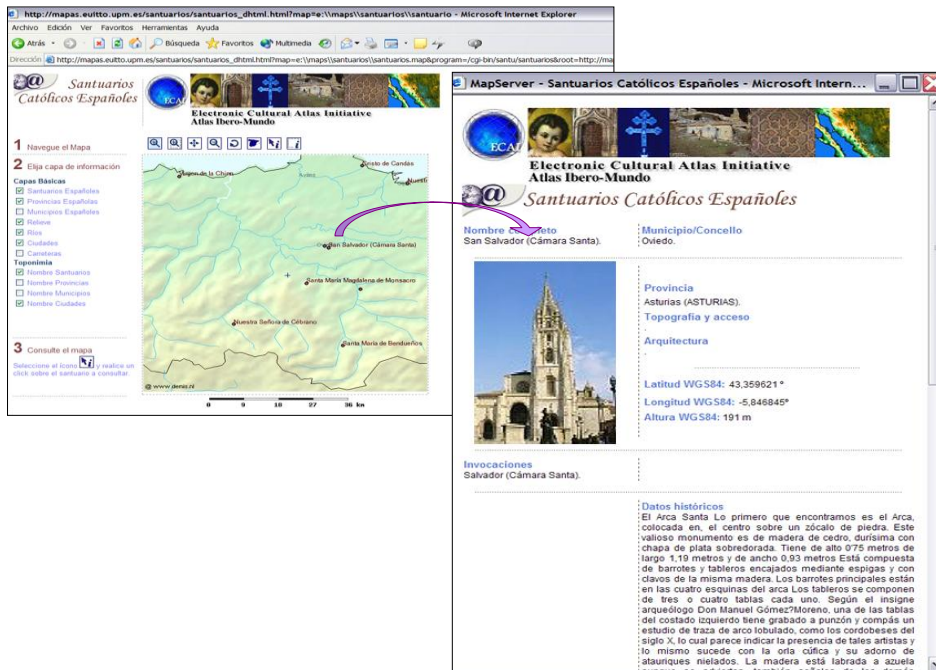 http://mapas.euitto.upm.es/santuarios/santuarios_dhtml.html?map=e:\\maps\\santuarios\\santuario - Microsoft Internet Explorer
Archivo Edición Ver Favoritos Herramientas Ayuda
Atrás Búsqueda Favoritos Multimedia
Dirección http://mapas.euitto.upm.es/santuarios/santuarios_dhtml.html?map=e:\\maps\\santuarios\\santuarios.map&program=/cgi-bin/santu/santuarios&root=http://ma
Santuarios
Católicos Españoles
ECAI
Electronic Cultural Atlas Initiative
Atlas Ibero-Mundo
1 Navegue el Mapa
2 Elija capa de información
Capas Básicas
Santuarios Españoles
Provincias Españolas
Municipios Españoles
Relieve
Ríos
Ciudades
Carreteras
Toponimia
Nombre Santuarios
Nombre Provincias
Nombre Municipios
Nombre Ciudades
3 Consulte el mapa
Seleccione el ícono y realice un
click sobre el santuario a consultar.
Cristo de Candás
de la Chiqui
Aviles
Nuestr
San Salvador (Cámara Santa)
Santa María Magdalena de Monsacro
Nuestra Señora de Cébrano
Santa María de Bendueños
@ www.demis.nl
0 9 18 27 36 km
MapServer - Santuarios Católicos Españoles - Microsoft Intern...
ECAI
Electronic Cultural Atlas Initiative
Atlas Ibero-Mundo
Santuarios Católicos Españoles
Nombre completo
San Salvador (Cámara Santa).
Municipio/Concello
Oviedo.
Provincia
Asturias (ASTURIAS).
Topografía y acceso
.
Arquitectura
.
Latitud WGS84: 43,359621 °
Longitud WGS84: -5,846845°
Altura WGS84: 191 m
Invocaciones
Salvador (Cámara Santa).
Datos históricos
El Arca Santa Lo primero que encontramos es el Arca,
colocada en, el centro sobre un zócalo de piedra. Este
valioso monumento es de madera de cedro, durísima con
chapa de plata sobredorada. Tiene de alto 0'75 metros de
largo 1,19 metros y de ancho 0,93 metros Está compuesta
de barrotes y tableros encajados mediante espigas y con
clavos de la misma madera. Los barrotes principales están
en las cuatro esquinas del arca Los tableros se componen
de tres o cuatro tablas cada uno. Según el insigne
arqueólogo Don Manuel Gómez?Moreno, una de las tablas
del costado izquierdo tiene grabado a punzón y compás un
estudio de traza de arco lobulado, como los cordobeses del
siglo X, lo cual parece indicar la presencia de tales artistas y
lo mismo sucede con la orla cúfica y su adorno de
atauriques nielados. La madera está labrada a azuela